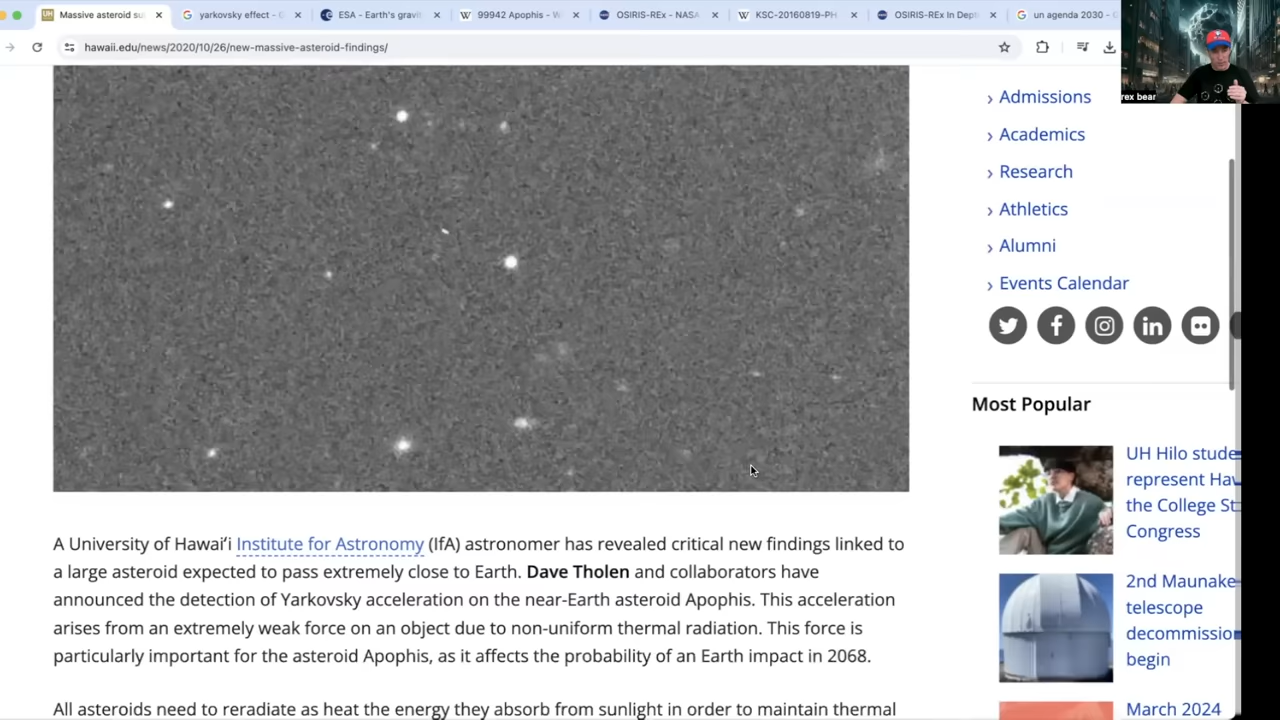 Massive asteroid su
yarkovsky effect - G
ESA - Earth's gravit
99942 Apophis - W
OSIRIS-REx - NASA
KSC-20160819-PH
OSIRIS-REx In Dept
un agenda 2030 - G
hawaii.edu/news/2020/10/26/new-massive-asteroid-findings/
rex bear
Admissions
Academics
Research
Athletics
Alumni
Events Calendar
Most Popular
UH Hilo stude
represent Hav
the College St
Congress
2nd Maunake
telescope
decommission
begin
March 2024
A University of Hawaiʻi Institute for Astronomy (IfA) astronomer has revealed critical new findings linked to
a large asteroid expected to pass extremely close to Earth. Dave Tholen and collaborators have
announced the detection of Yarkovsky acceleration on the near-Earth asteroid Apophis. This acceleration
arises from an extremely weak force on an object due to non-uniform thermal radiation. This force is
particularly important for the asteroid Apophis, as it affects the probability of an Earth impact in 2068.
All asteroids need to reradiate as heat the energy they absorb from sunlight in order to maintain thermal